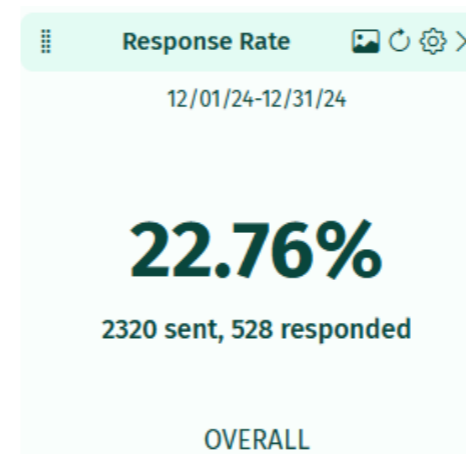 Response Rate
12/01/24-12/31/24
22.76%
2320 sent, 528 responded
OVERALL